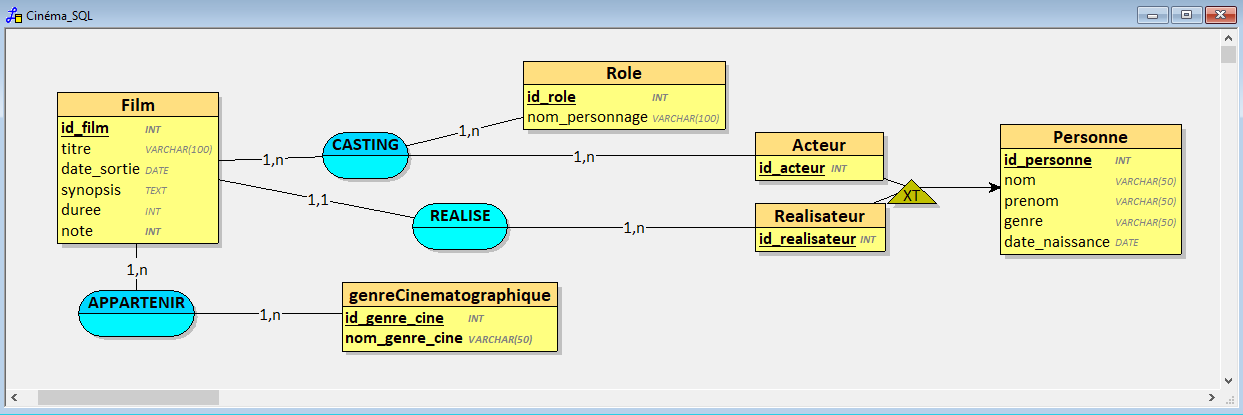 Cinéma_SQL
Film
id_film INT
titre VARCHAR(100)
date_sortie DATE
synopsis TEXT
duree INT
note INT
1,n
CASTING
1,n
Role
id_role INT
nom_personnage VARCHAR(100)
1,n
Acteur
id_acteur INT
1,1
REALISE
1,n
Realisateur
id_realisateur INT
XT
Personne
id_personne INT
nom VARCHAR(50)
prenom VARCHAR(50)
genre VARCHAR(50)
date_naissance DATE
1,n
APPARTENIR
1,n
genreCinematographique
id_genre_cine INT
nom_genre_cine VARCHAR(50)